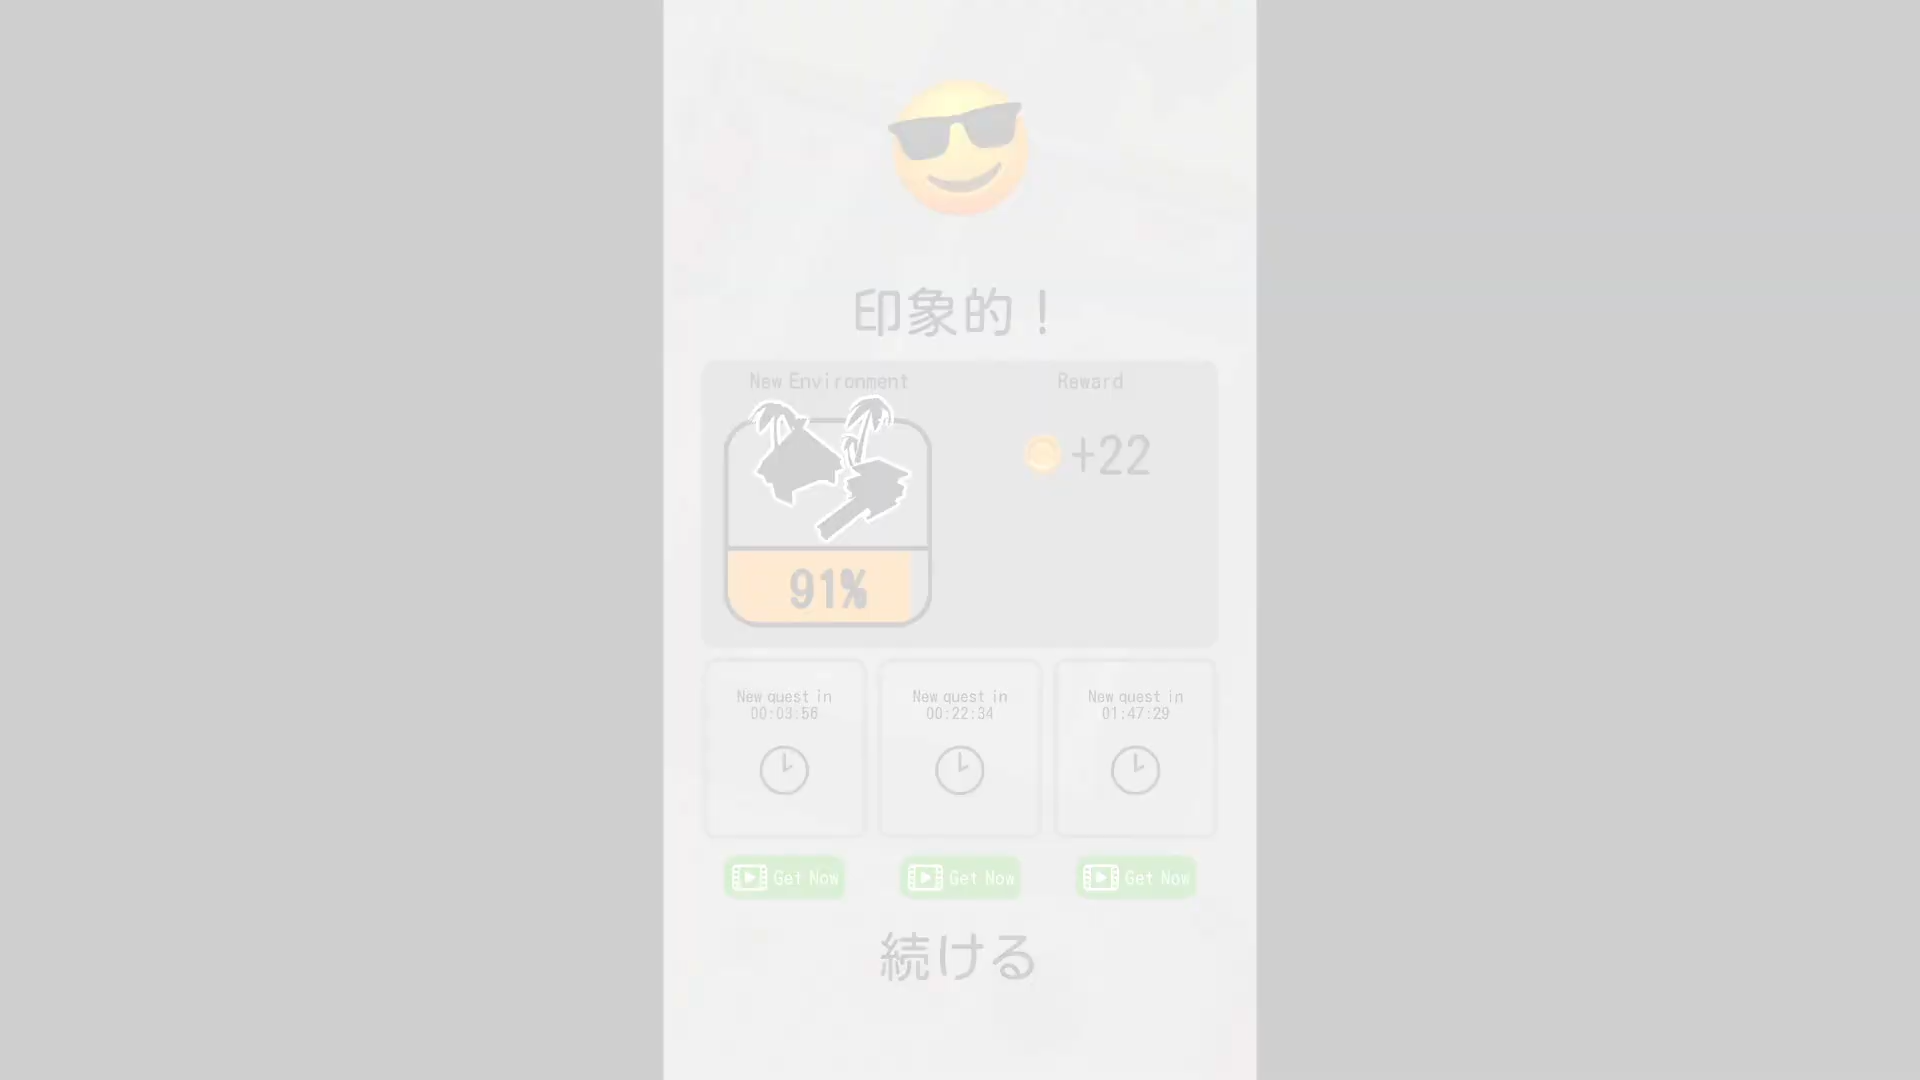 印象的！
New Environment
Reward
+22
91%
New quest in
00:03:56
New quest in
00:22:34
New quest in
01:47:29
Get Now
Get Now
Get Now
続ける